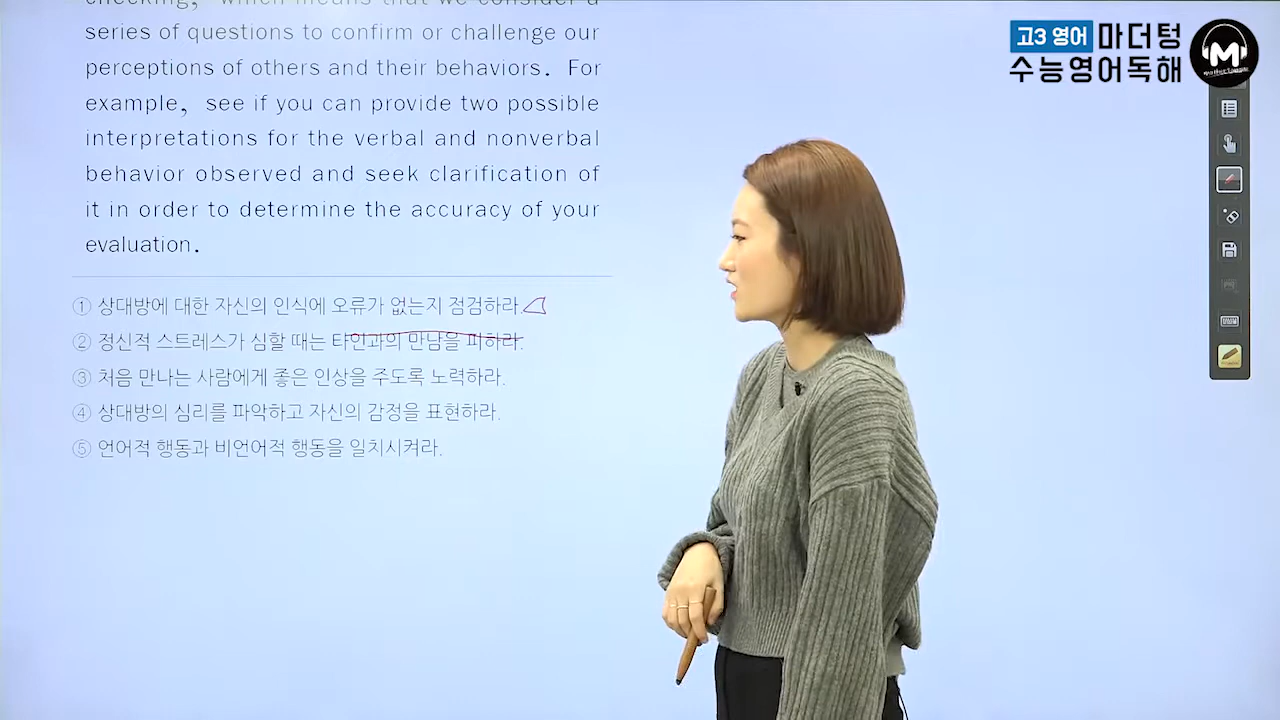 checking, which means that we consider a
series of questions to confirm or challenge our
perceptions of others and their behaviors. For
example, see if you can provide two possible
interpretations for the verbal and nonverbal
behavior observed and seek clarification of
it in order to determine the accuracy of your
evaluation.
① 상대방에 대한 자신의 인식에 오류가 없는지 점검하라.
② 정신적 스트레스가 심할 때는 타인과의 만남을 피하라.
③ 처음 만나는 사람에게 좋은 인상을 주도록 노력하라.
④ 상대방의 심리를 파악하고 자신의 감정을 표현하라.
⑤ 언어적 행동과 비언어적 행동을 일치시켜라.
고3 영어 마더텅
수능영어독해
M